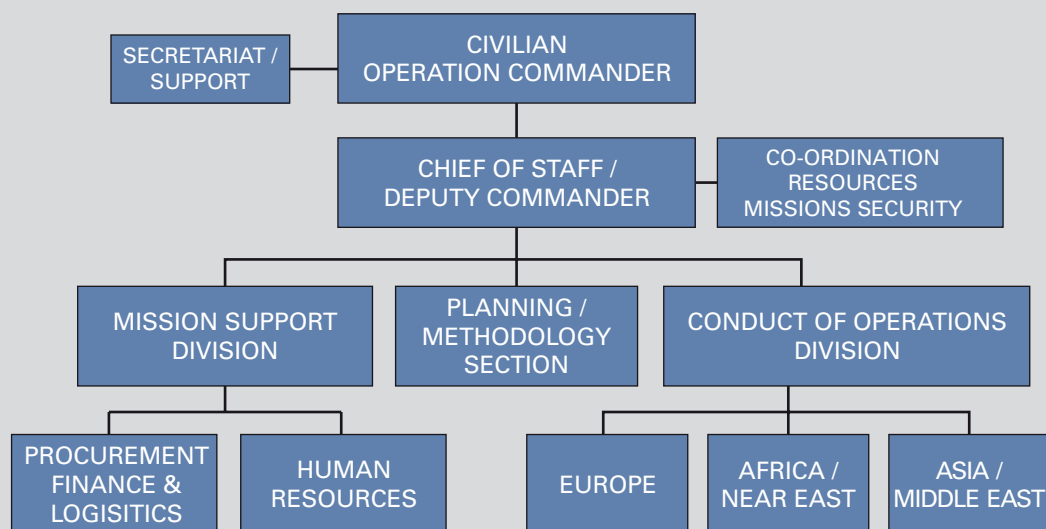 SECRETARIAT /
SUPPORT
CIVILIAN
OPERATION COMMANDER
CHIEF OF STAFF /
DEPUTY COMMANDER
CO-ORDINATION
RESOURCES
MISSIONS SECURITY
MISSION SUPPORT
DIVISION
PLANNING /
METHODOLOGY
SECTION
CONDUCT OF OPERATIONS
DIVISION
PROCUREMENT
FINANCE &
LOGISITICS
HUMAN
RESOURCES
EUROPE
AFRICA /
NEAR EAST
ASIA /
MIDDLE EAST